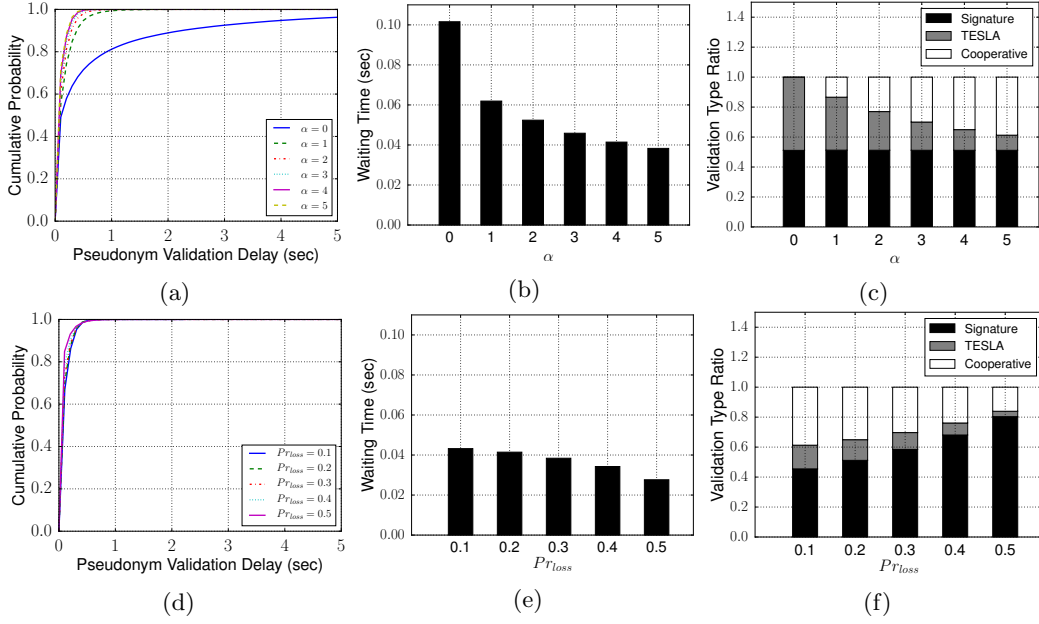 1.0
0.8
0.6
0.4
0.2
0.0
Cumulative Probability
α = 0
α = 1
α = 2
α = 3
α = 4
α = 5
0 1 2 3 4 5
Pseudonym Validation Delay (sec)
(a)
0.10
0.08
0.06
0.04
0.02
0.00
Waiting Time (sec)
0 1 2 3 4 5
α
(b)
1.4
1.2
1.0
0.8
0.6
0.4
0.2
0.0
Validation Type Ratio
Signature
TESLA
Cooperative
0 1 2 3 4 5
α
(c)
1.0
0.8
0.6
0.4
0.2
0.0
Cumulative Probability
Pr_loss = 0.1
Pr_loss = 0.2
Pr_loss = 0.3
Pr_loss = 0.4
Pr_loss = 0.5
0 1 2 3 4 5
Pseudonym Validation Delay (sec)
(d)
0.10
0.08
0.06
0.04
0.02
0.00
Waiting Time (sec)
0.1 0.2 0.3 0.4 0.5
Pr_loss
(e)
1.4
1.2
1.0
0.8
0.6
0.4
0.2
0.0
Validation Type Ratio
Signature
TESLA
Cooperative
0.1 0.2 0.3 0.4 0.5
Pr_loss
(f)